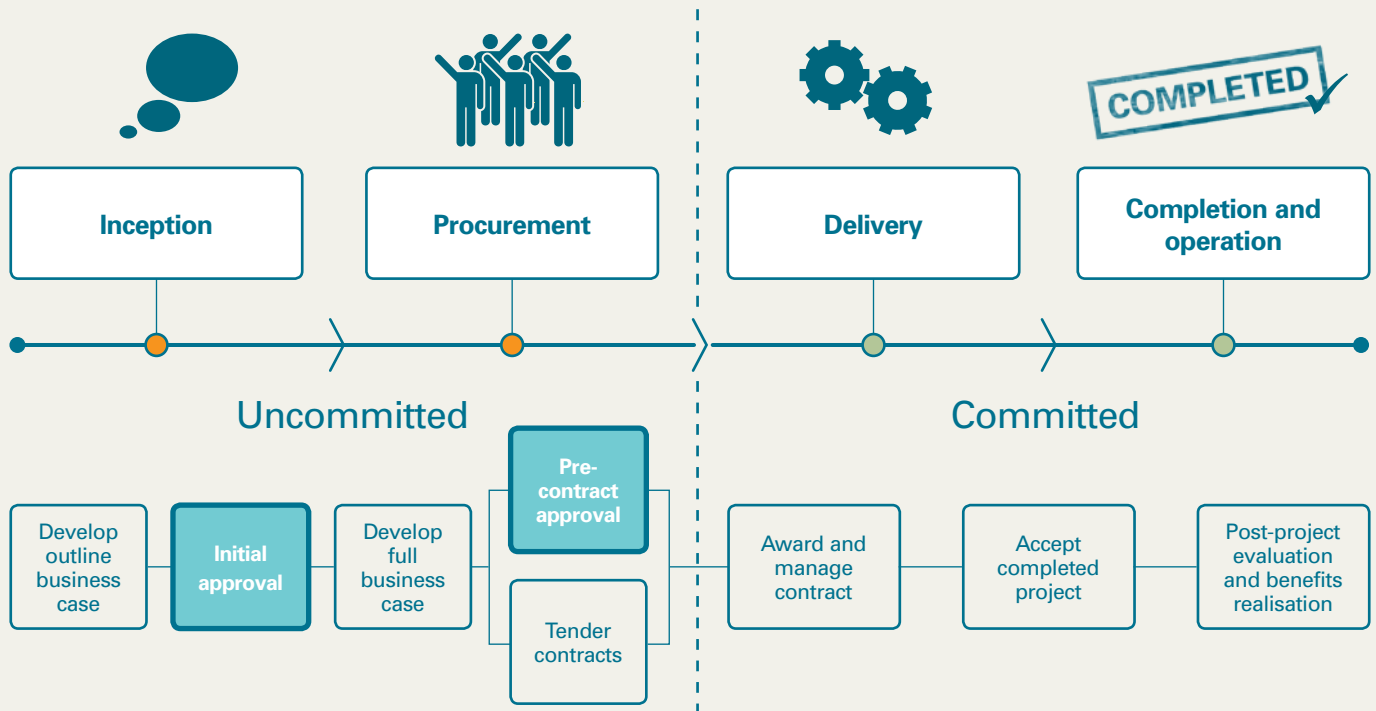 COMPLETED
Inception
Procurement
Delivery
Completion and
operation
Uncommitted
Committed
Develop
outline
business
case
Initial
approval
Develop
full
business
case
Pre-
contract
approval
Tender
contracts
Award and
manage
contract
Accept
completed
project
Post-project
evaluation
and benefits
realisation